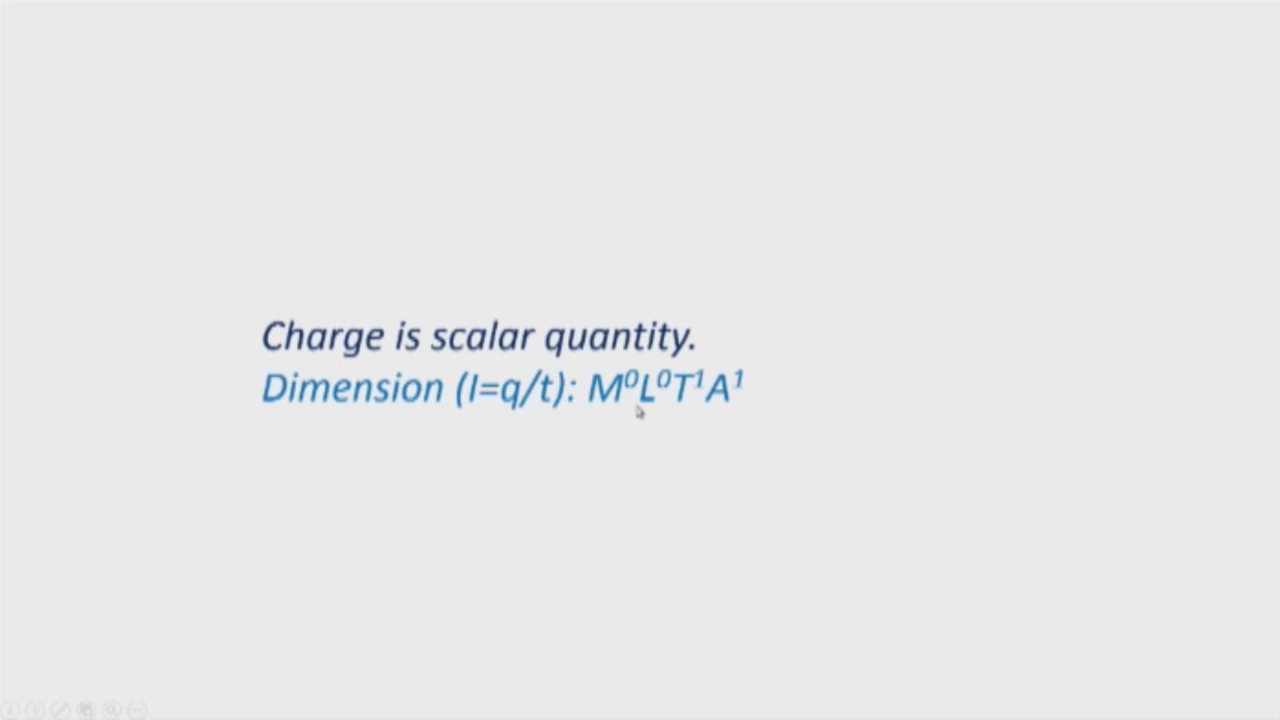 Charge is scalar quantity.
Dimension (I=q/t): M⁰L⁰T¹A¹